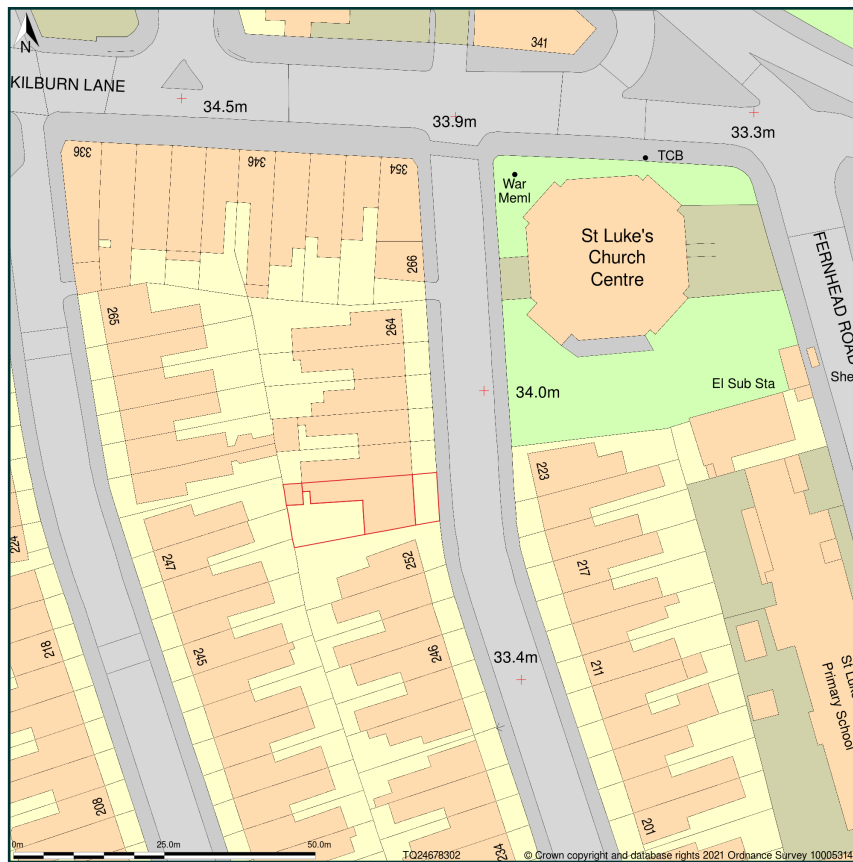 N
341
KILBURN LANE
34.5m
33.9m
33.3m
TCB
336
346
354
War
Meml
St Luke's
Church
Centre
FERNHEAD ROAD
266
265
264
El Sub Sta
She
34.0m
223
224
247
252
217
218
245
246
211
33.4m
St Luke
Primary School
208
201
234
0m
25.0m
50.0m
TQ24678302
© Crown copyright and database rights 2021 Ordnance Survey 10005314